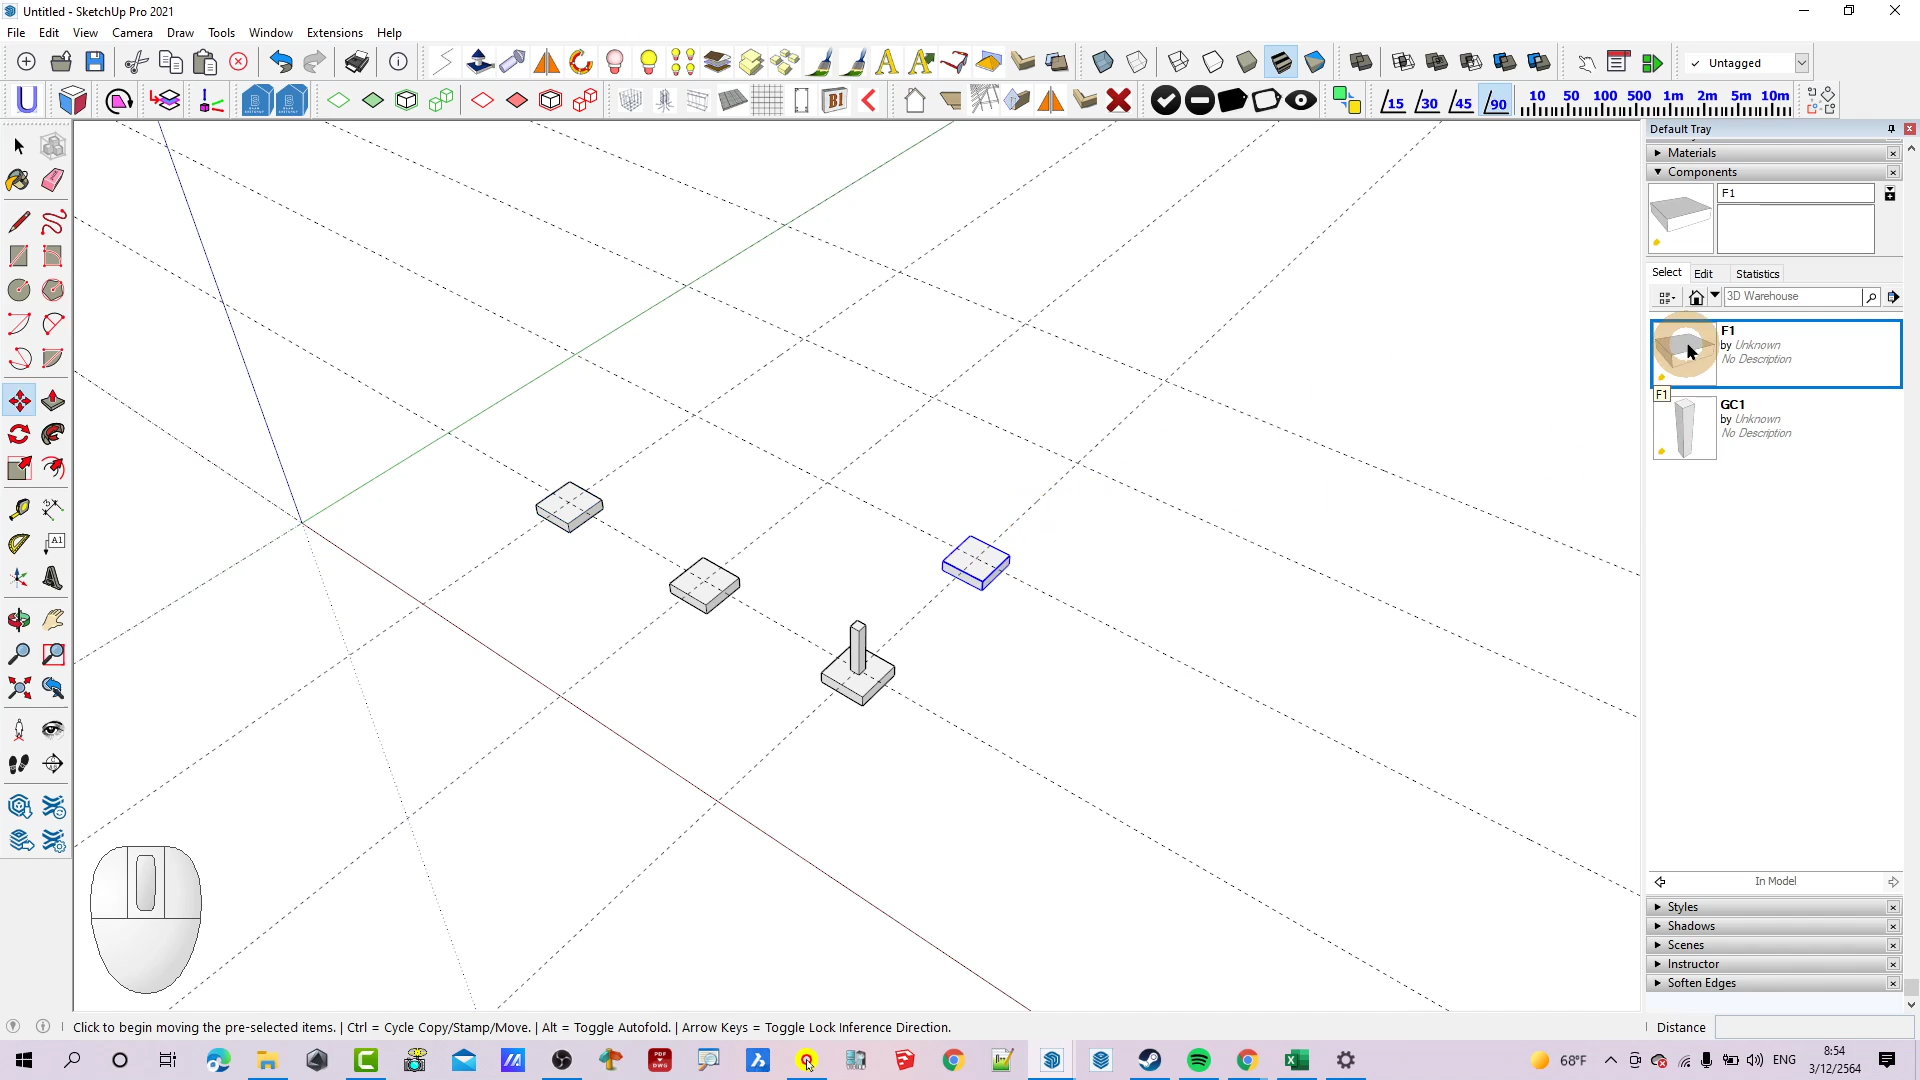 Untitled - SketchUp Pro 2021
File Edit View Camera Draw Tools Window Extensions Help
Untagged
15 30 45 90 10 50 100 500 1m 2m 5m 10m
BI
Default Tray
Materials
Components
F1
Select Edit Statistics
3D Warehouse
F1
by Unknown
No Description
F1
GC1
by Unknown
No Description
A1
In Model
Styles
Shadows
Scenes
Instructor
Soften Edges
Click to begin moving the pre-selected items. | Ctrl = Cycle Copy/Stamp/Move. | Alt = Toggle Autofold. | Arrow Keys = Toggle Lock Inference Direction.
Distance
PDF
DWG
68°F
ENG
8:54
3/12/2564